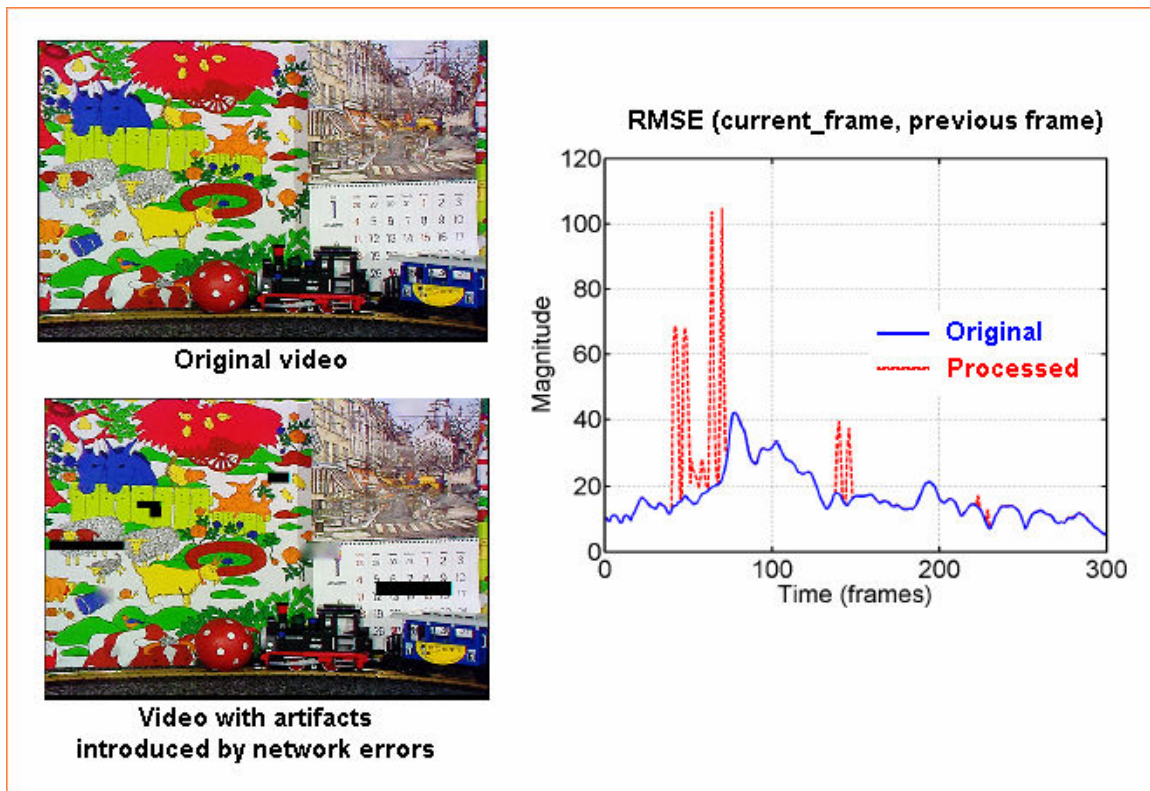 Original video
Video with artifacts
introduced by network errors
RMSE (current_frame, previous frame)
120
100
80
60
40
20
0
Magnitude
Original
Processed
0
100
200
300
Time (frames)